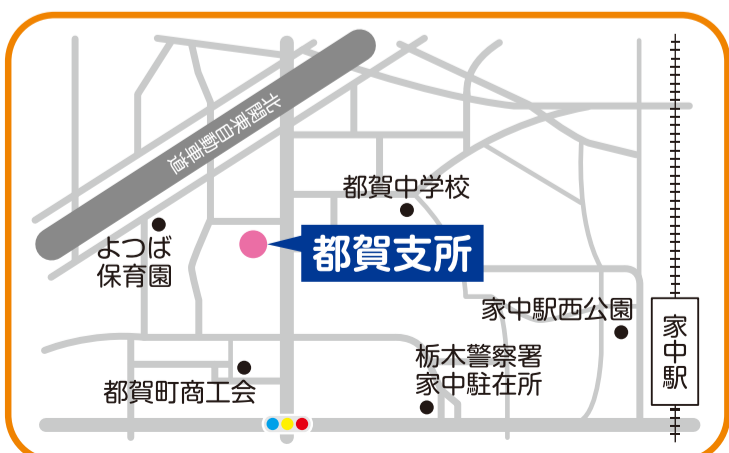 北関東自動車道
都賀中学校
よつば
保育園
都賀支所
家中駅西公園
家中駅
栃木警察署
家中駐在所
都賀町商工会